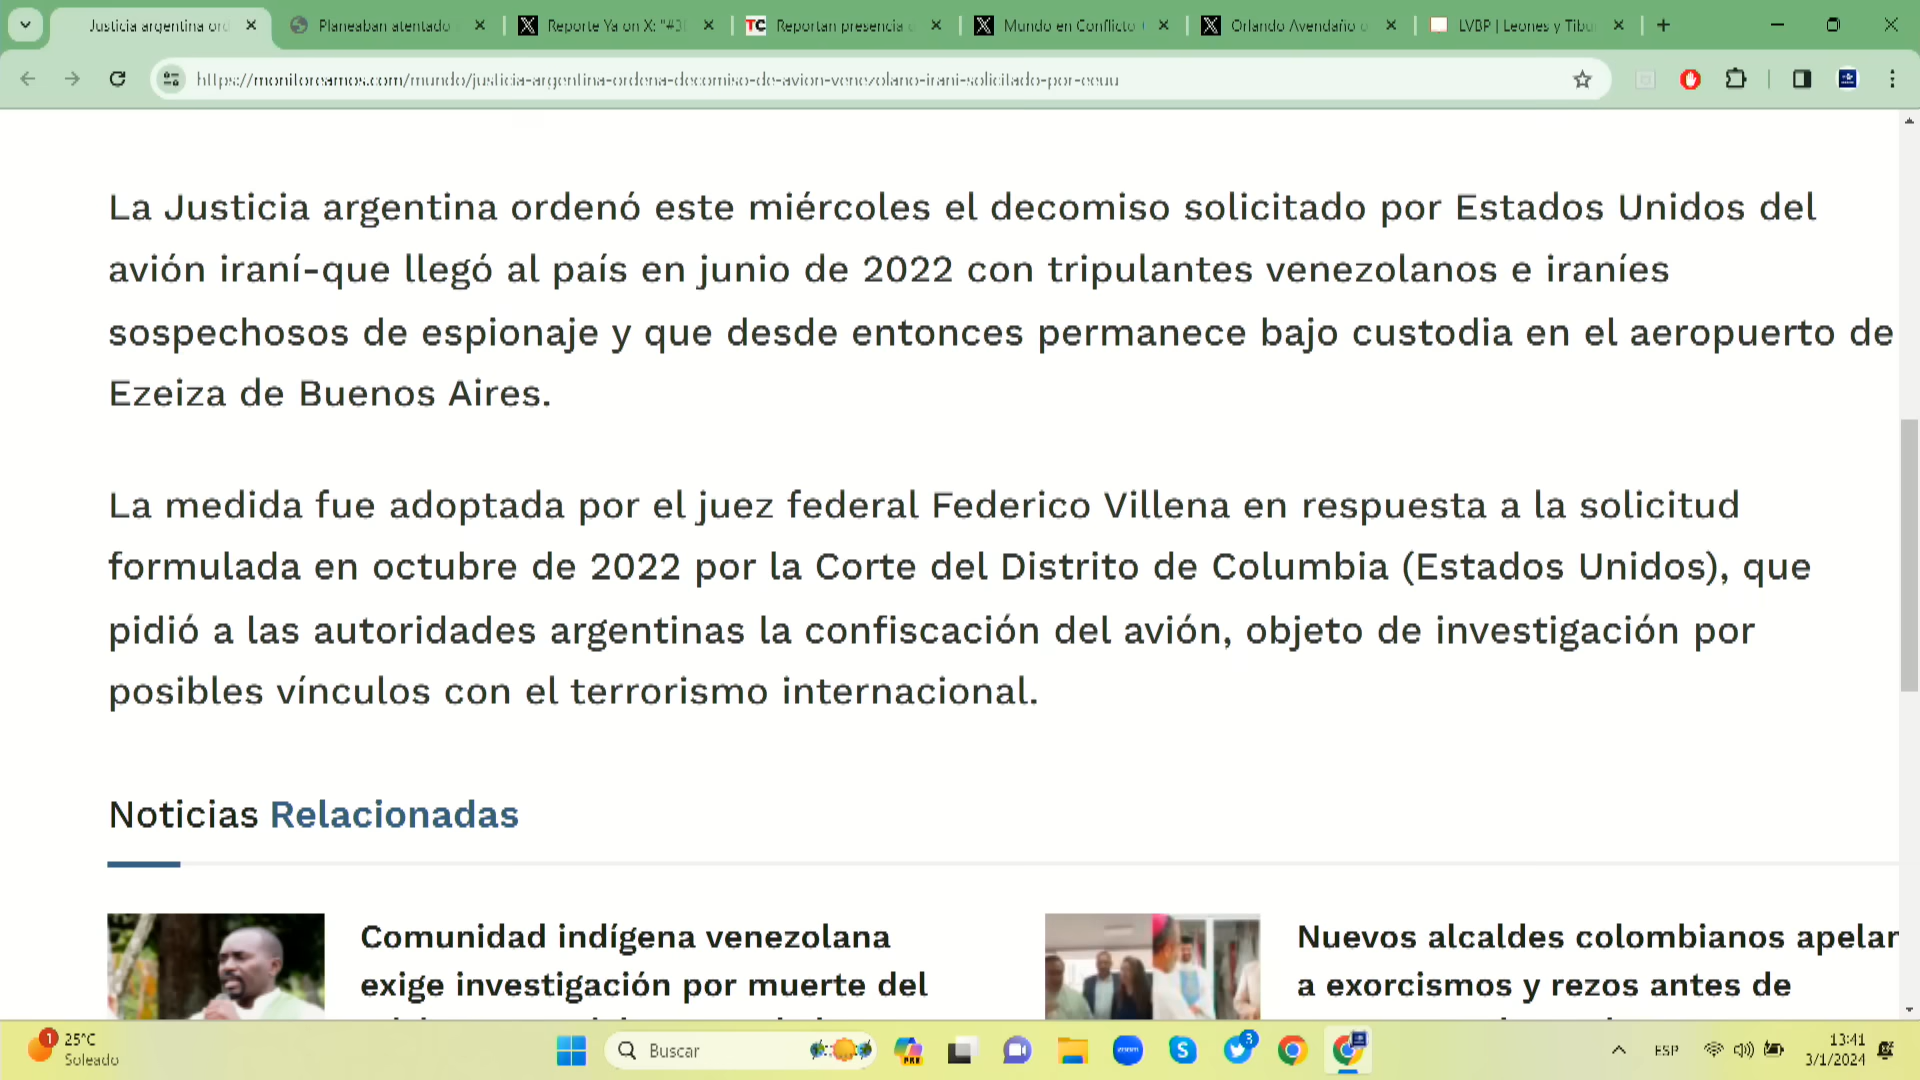 Justicia argentina ord
Planeaban atentado
Reporte Ya on X: "#3
TC Reportan presencia
Mundo en Conflicto
Orlando Avendaño
LVBP | Leones y Tibu
https://monitoreamos.com/mundo/justicia-argentina-ordena-decomiso-de-avion-venezolano-irani-solicitado-por-eeuu
La Justicia argentina ordenó este miércoles el decomiso solicitado por Estados Unidos del
avión iraní-que llegó al país en junio de 2022 con tripulantes venezolanos e iraníes
sospechosos de espionaje y que desde entonces permanece bajo custodia en el aeropuerto de
Ezeiza de Buenos Aires.
La medida fue adoptada por el juez federal Federico Villena en respuesta a la solicitud
formulada en octubre de 2022 por la Corte del Distrito de Columbia (Estados Unidos), que
pidió a las autoridades argentinas la confiscación del avión, objeto de investigación por
posibles vínculos con el terrorismo internacional.
Noticias Relacionadas
Comunidad indígena venezolana
exige investigación por muerte del
Nuevos alcaldes colombianos apelan
a exorcismos y rezos antes de
1
25°C
Soleado
Buscar
PRE
zoom
S
3
ESP
13:41
3/1/2024